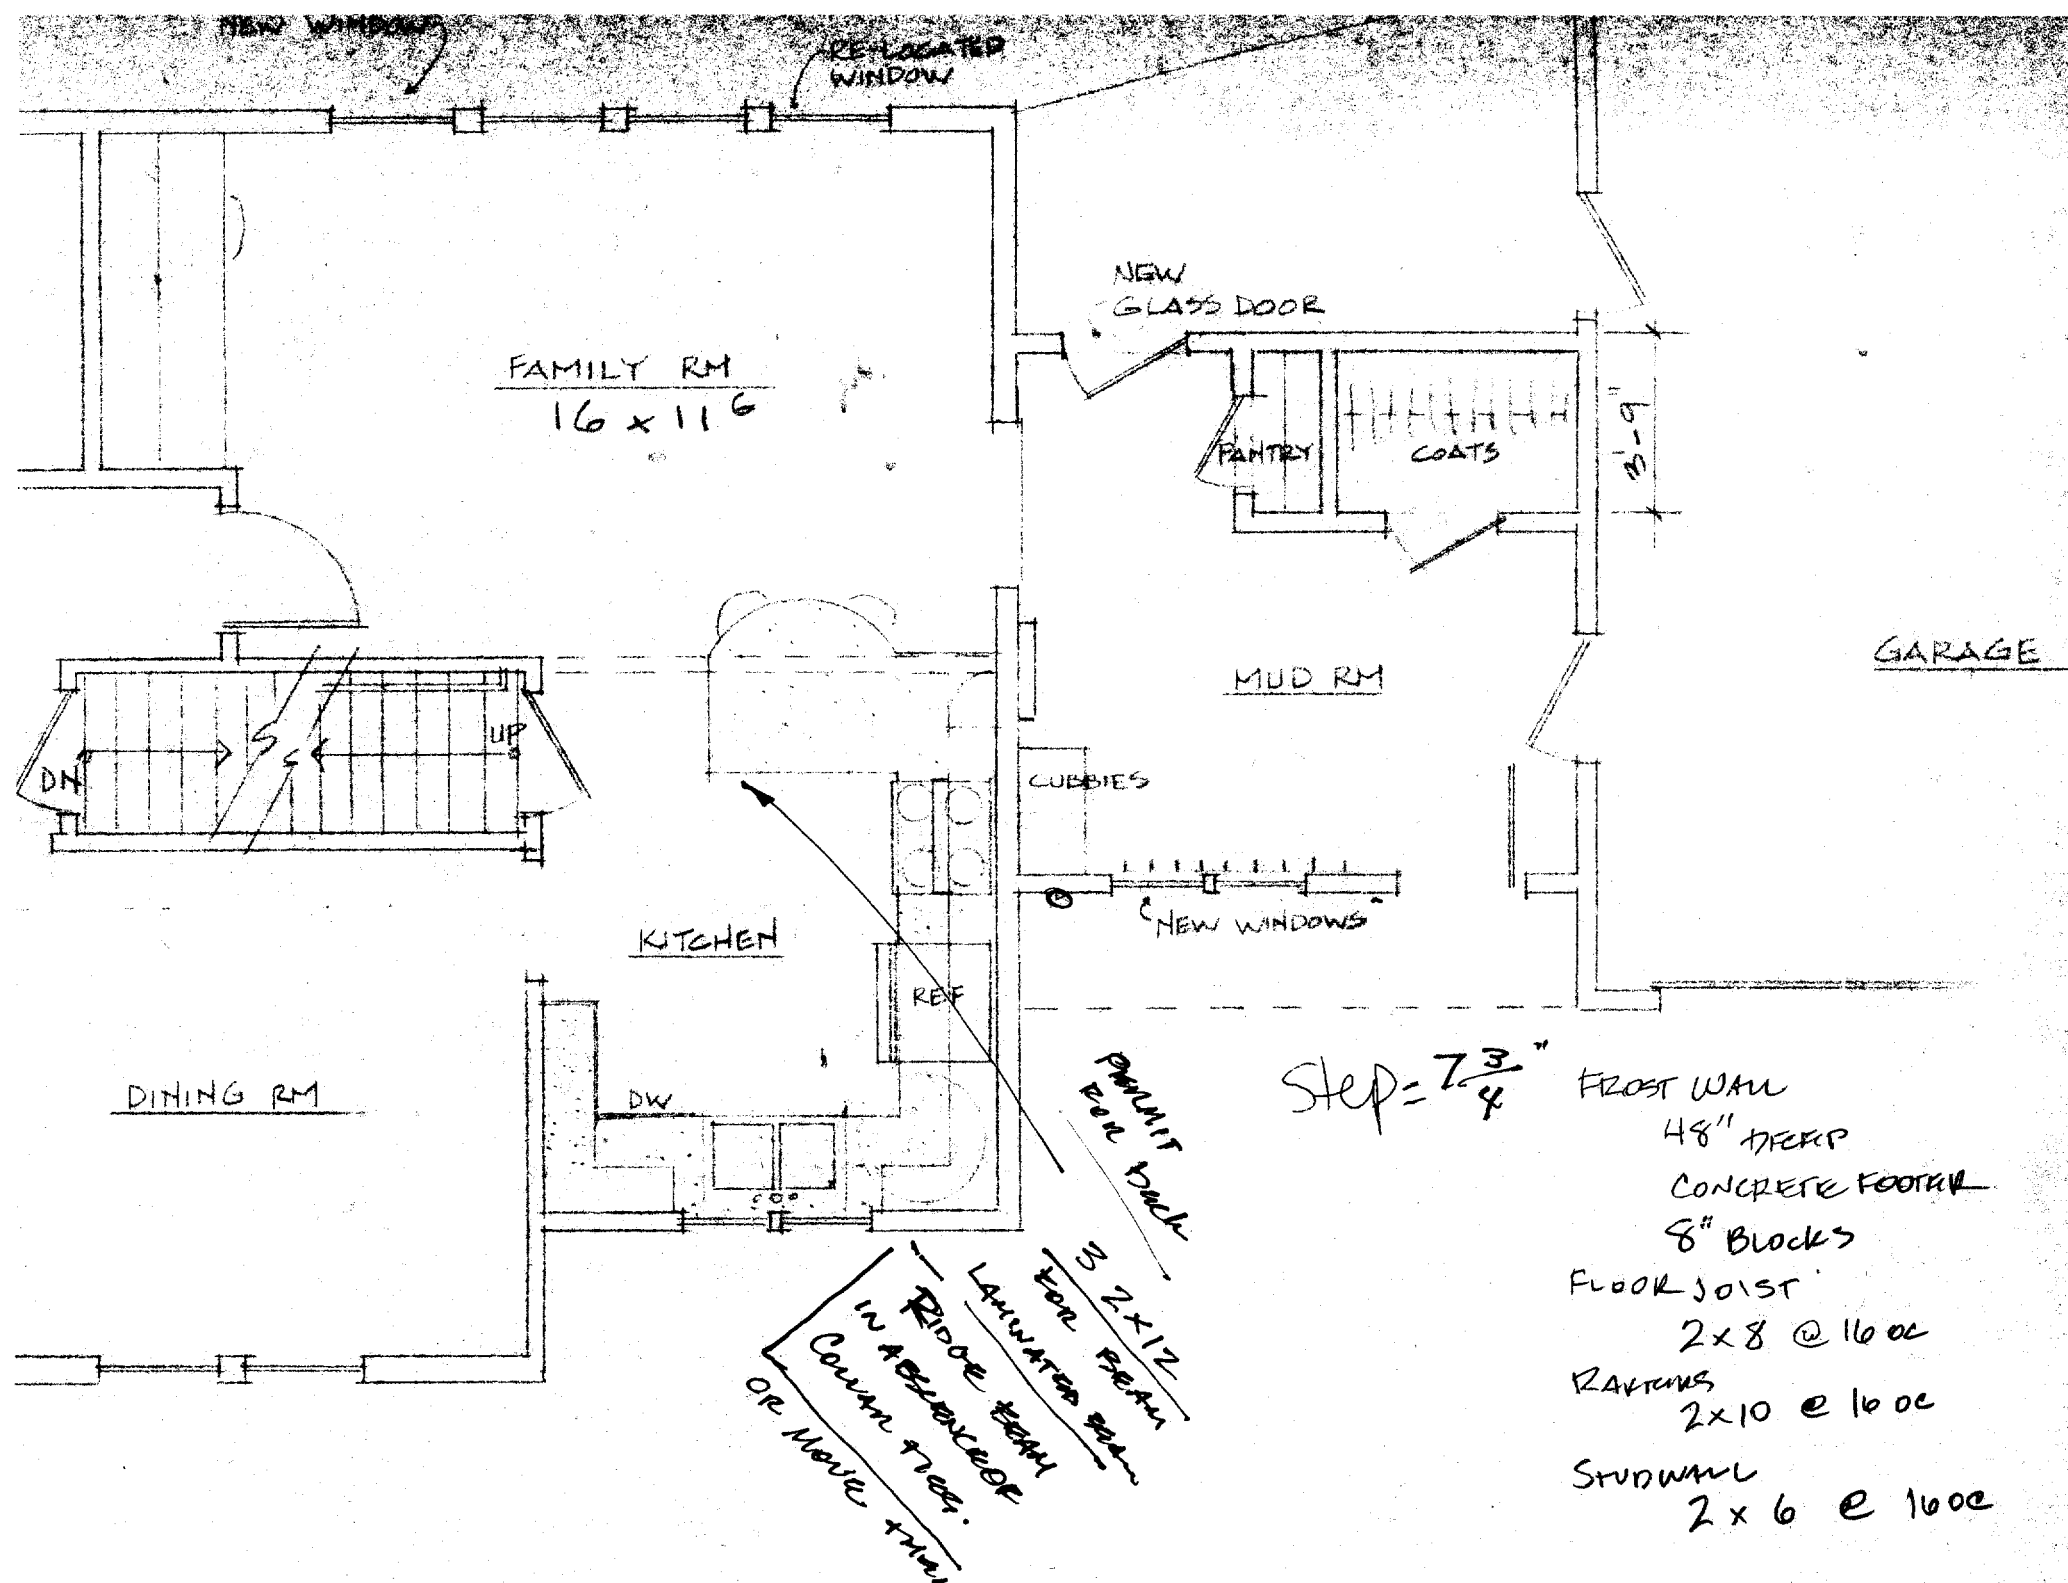 NEW WINDOW
RE-LOCATED
WINDOW
NEW
GLASS DOOR
FAMILY RM
16 x 11 6
PANTRY
COATS
3'-9"
GARAGE
MUD RM
UP
DN
CUBBIES
KITCHEN
NEW WINDOWS
REF
DINING RM
DW
Step = 7 3/4"
PERMIT
FOR DECK
3 2x12
FOR BEAM
LAMINATED BEAM
RIDGE BEAM
IN ABSENCE OF
COLLAR TIES.
OR MOVE
FROST WALL
48" DEEP
CONCRETE FOOTER
8" BLOCKS
FLOOR JOIST
2x8 @ 16 OC
RAFTERS
2x10 @ 16 OC
STUDWALL
2 x 6 @ 16 OC